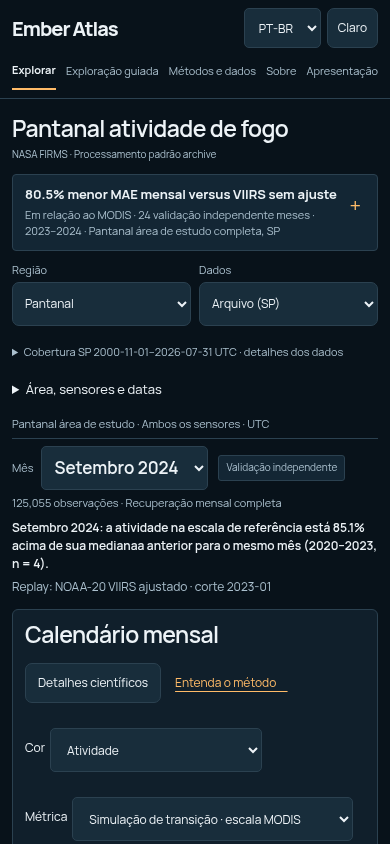 Ember Atlas
PT-BR
Claro
Explorar
Exploração guiada
Métodos e dados
Sobre
Apresentação
Pantanal atividade de fogo
NASA FIRMS · Processamento padrão archive
80.5% menor MAE mensal versus VIIRS sem ajuste
+
Em relação ao MODIS · 24 validação independente meses ·
2023–2024 · Pantanal área de estudo completa, SP
Região
Dados
Pantanal
Arquivo (SP)
Cobertura SP 2000-11-01–2026-07-31 UTC · detalhes dos dados
Área, sensores e datas
Pantanal área de estudo · Ambos os sensores · UTC
Mês
Setembro 2024
Validação independente
125,055 observações · Recuperação mensal completa
Setembro 2024: a atividade na escala de referência está 85.1%
acima de sua mediana anterior para o mesmo mês (2020–2023,
n = 4).
Replay: NOAA-20 VIIRS ajustado · corte 2023-01
Calendário mensal
Detalhes científicos
Entenda o método
Cor
Atividade
Métrica
Simulação de transição · escala MODIS